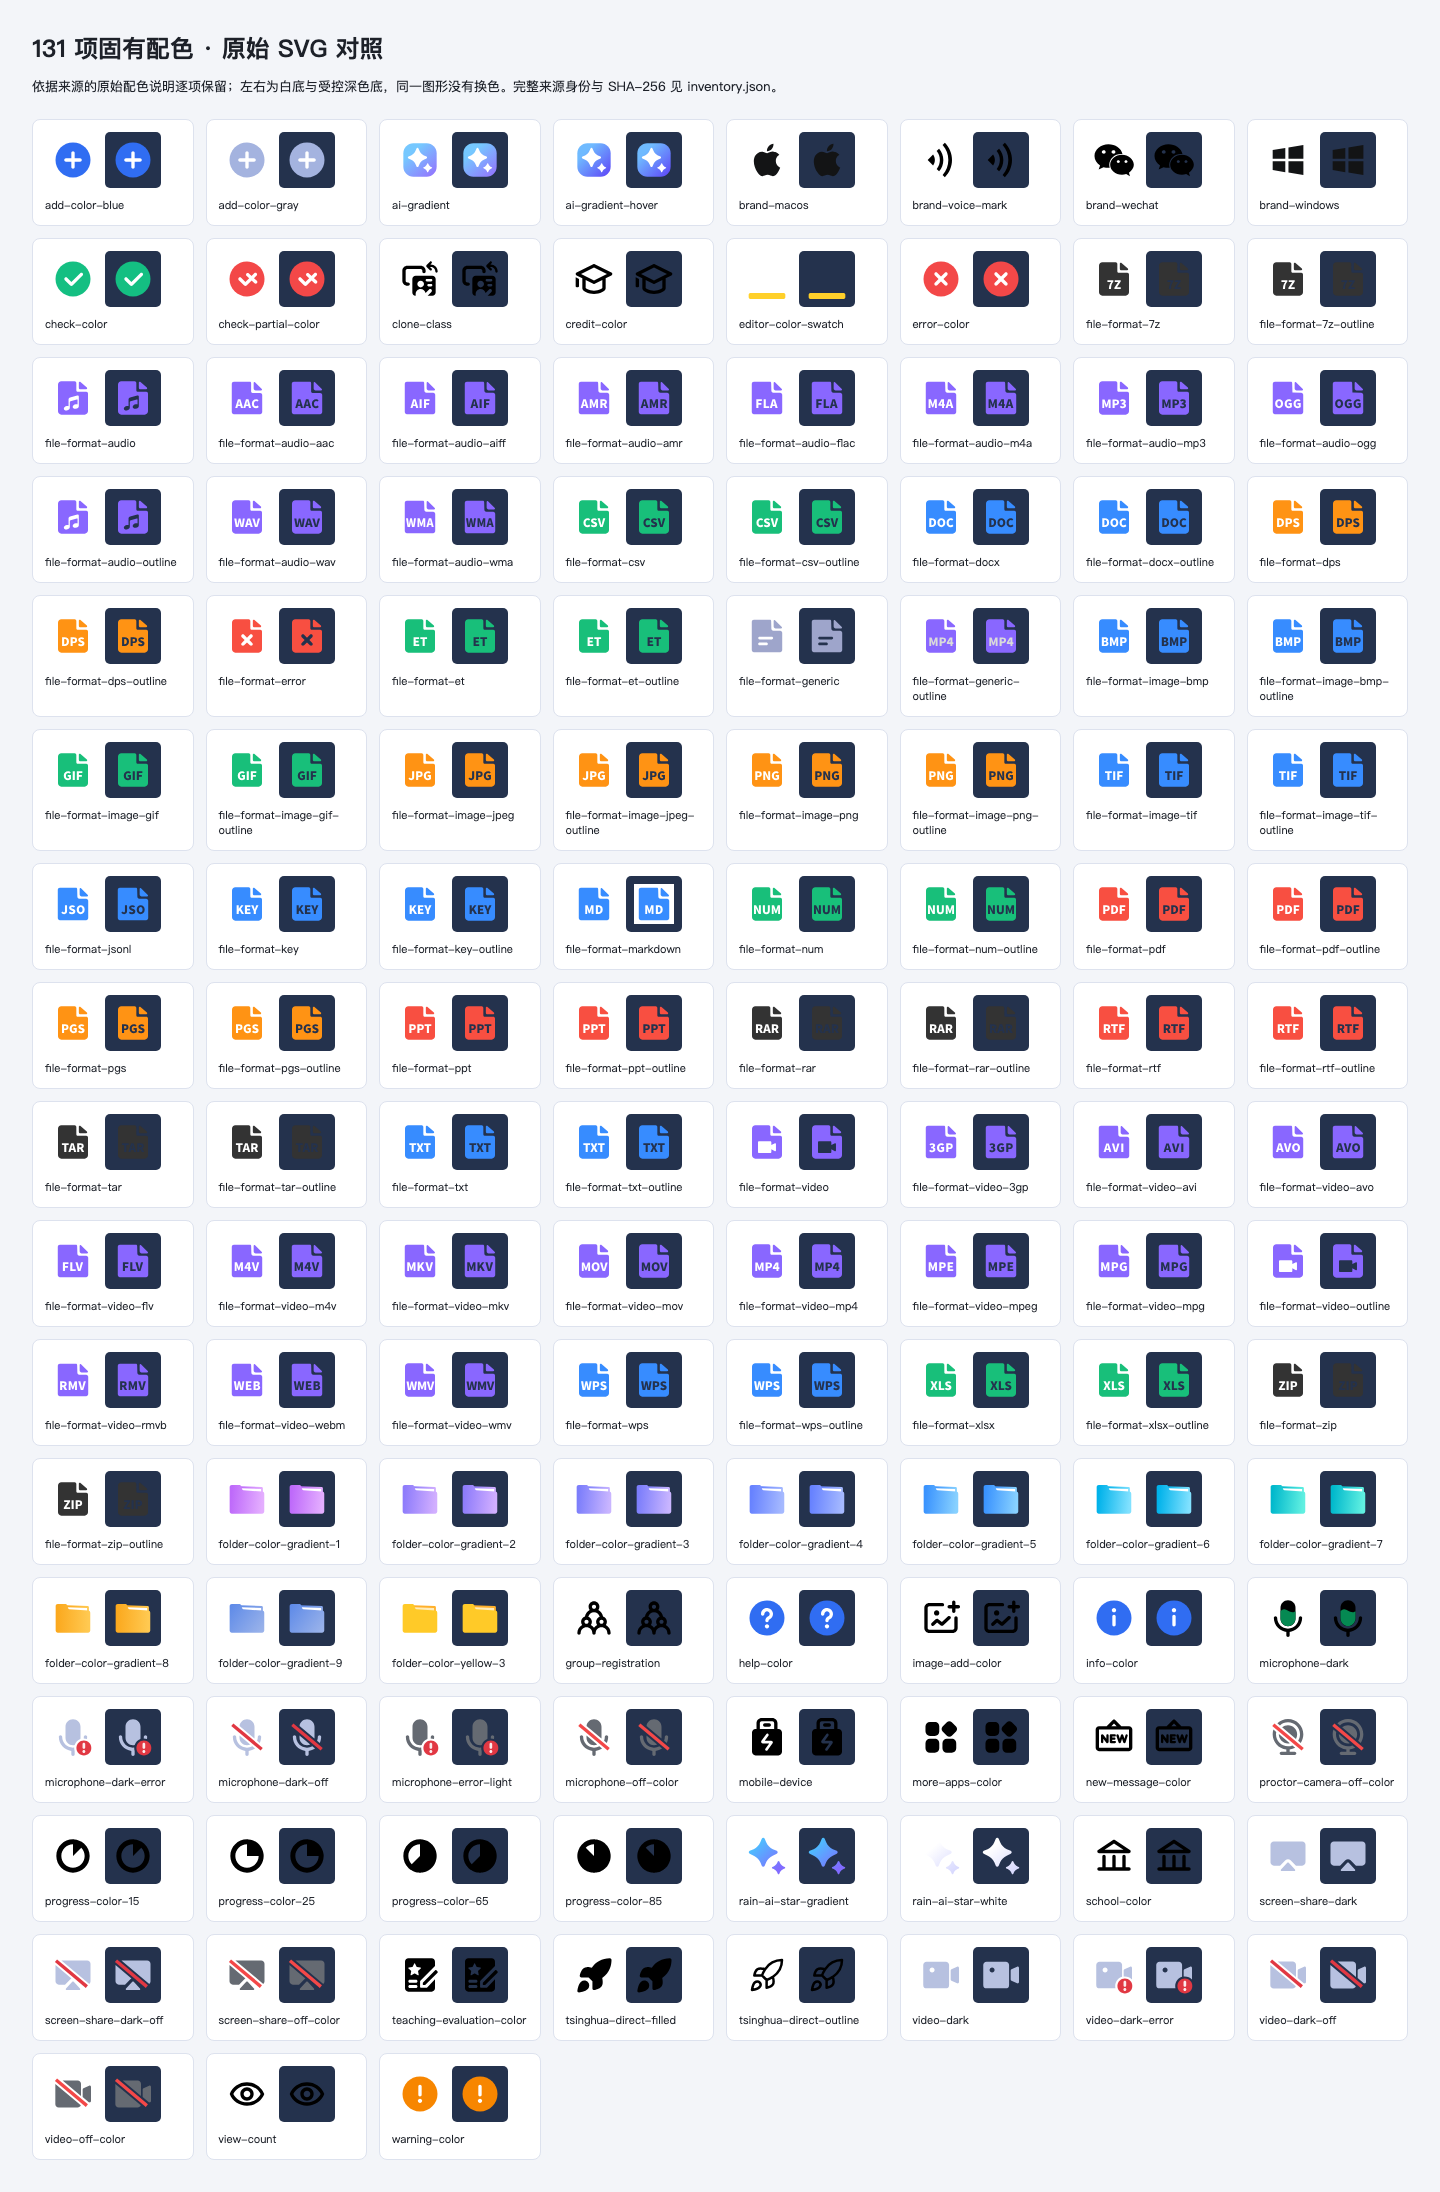 131 项固有配色 · 原始 SVG 对照
依据来源的原始配色说明逐项保留；左右为白底与受控深色底，同一图形没有换色。完整来源身份与 SHA-256 见 inventory.json。
add-color-blue
add-color-gray
ai-gradient
ai-gradient-hover
brand-macos
brand-voice-mark
brand-wechat
brand-windows
7Z
7Z
check-color
check-partial-color
clone-class
credit-color
editor-color-swatch
error-color
file-format-7z
file-format-7z-outline
AAC AAC
AIF AIF
AMR AMR
FLA FLA
M4A M4A
MP3 MP3
OGG OGG
file-format-audio
file-format-audio-aac
file-format-audio-aiff
file-format-audio-amr
file-format-audio-flac
file-format-audio-m4a
file-format-audio-mp3
file-format-audio-ogg
WAV WAV
WMA WMA
CSV CSV
CSV CSV
DOC DOC
DOC DOC
DPS DPS
file-format-audio-outline
file-format-audio-wav
file-format-audio-wma
file-format-csv
file-format-csv-outline
file-format-docx
file-format-docx-outline
file-format-dps
DPS DPS
ET ET
ET ET
MP4 MP4
BMP BMP
BMP BMP
file-format-dps-outline
file-format-error
file-format-et
file-format-et-outline
file-format-generic
file-format-generic-
outline
file-format-image-bmp
file-format-image-bmp-
outline
GIF GIF
GIF GIF
JPG JPG
JPG JPG
PNG PNG
PNG PNG
TIF TIF
TIF TIF
file-format-image-gif
file-format-image-gif-
outline
file-format-image-jpeg
file-format-image-jpeg-
outline
file-format-image-png
file-format-image-png-
outline
file-format-image-tif
file-format-image-tif-
outline
JSO JSO
KEY KEY
KEY KEY
MD MD
NUM NUM
NUM NUM
PDF PDF
PDF PDF
file-format-jsonl
file-format-key
file-format-key-outline
file-format-markdown
file-format-num
file-format-num-outline
file-format-pdf
file-format-pdf-outline
PGS PGS
PGS PGS
PPT PPT
PPT PPT
RAR
RAR
RTF RTF
RTF RTF
file-format-pgs
file-format-pgs-outline
file-format-ppt
file-format-ppt-outline
file-format-rar
file-format-rar-outline
file-format-rtf
file-format-rtf-outline
TAR
TAR
TXT TXT
TXT TXT
3GP 3GP
AVI AVI
AVO AVO
file-format-tar
file-format-tar-outline
file-format-txt
file-format-txt-outline
file-format-video
file-format-video-3gp
file-format-video-avi
file-format-video-avo
FLV FLV
M4V M4V
MKV MKV
MOV MOV
MP4 MP4
MPE MPE
MPG MPG
file-format-video-flv
file-format-video-m4v
file-format-video-mkv
file-format-video-mov
file-format-video-mp4
file-format-video-mpeg
file-format-video-mpg
file-format-video-outline
RMV RMV
WEB WEB
WMV WMV
WPS WPS
WPS WPS
XLS XLS
XLS XLS
ZIP
file-format-video-rmvb
file-format-video-webm
file-format-video-wmv
file-format-wps
file-format-wps-outline
file-format-xlsx
file-format-xlsx-outline
file-format-zip
ZIP
file-format-zip-outline
folder-color-gradient-1
folder-color-gradient-2
folder-color-gradient-3
folder-color-gradient-4
folder-color-gradient-5
folder-color-gradient-6
folder-color-gradient-7
folder-color-gradient-8
folder-color-gradient-9
folder-color-yellow-3
group-registration
help-color
image-add-color
info-color
microphone-dark
NEW NEW
microphone-dark-error
microphone-dark-off
microphone-error-light
microphone-off-color
mobile-device
more-apps-color
new-message-color
proctor-camera-off-color
progress-color-15
progress-color-25
progress-color-65
progress-color-85
rain-ai-star-gradient
rain-ai-star-white
school-color
screen-share-dark
screen-share-dark-off
screen-share-off-color
teaching-evaluation-color
tsinghua-direct-filled
tsinghua-direct-outline
video-dark
video-dark-error
video-dark-off
video-off-color
view-count
warning-color